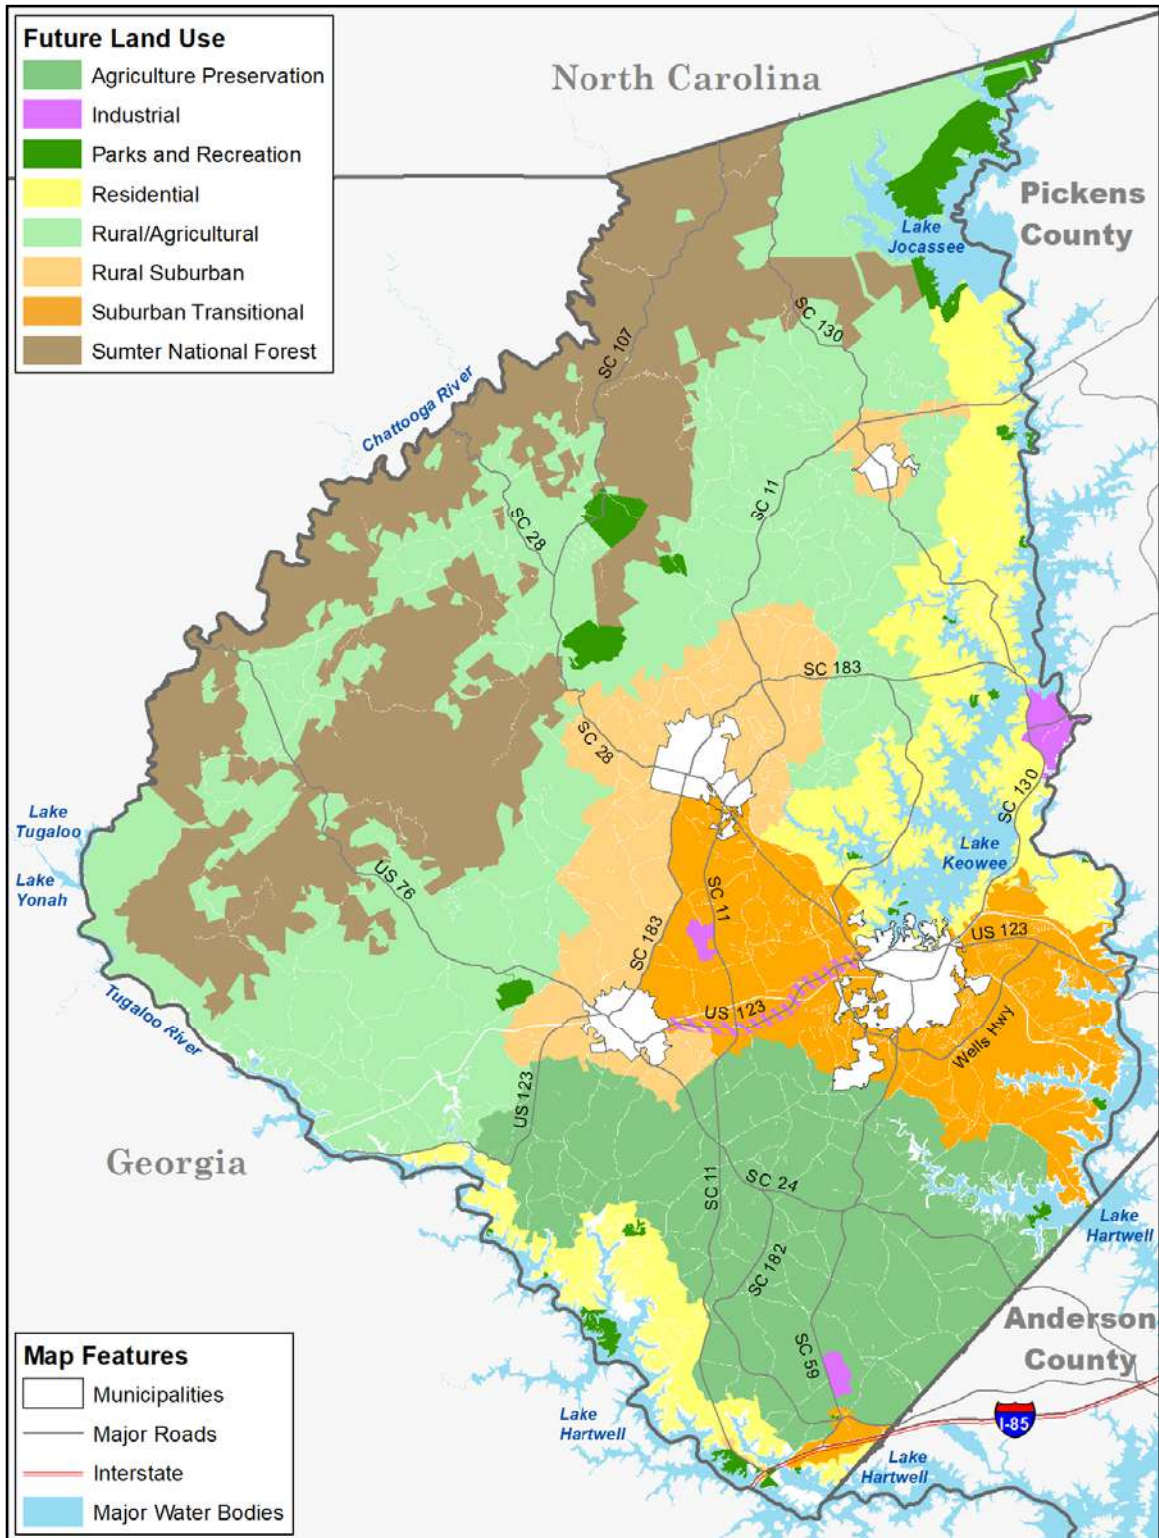 Future Land Use
Agriculture Preservation
Industrial
Parks and Recreation
Residential
Rural/Agricultural
Rural Suburban
Suburban Transitional
Sumter National Forest
North Carolina
Pickens
County
Lake
Jocassee
SC 130
SC 107
Chattooga River
SC 11
SC 28
SC 183
SC 28
SC 130
Lake
Tugaloo
Lake
Keowee
Lake
Yonah
US 76
SC 11
SC 183
US 123
US 123
Tugaloo River
Wells Hwy
US 123
Georgia
SC 11
SC 24
Lake
Hartwell
SC 182
Anderson
County
SC 59
Lake
Hartwell
I-85
Lake
Hartwell
Map Features
Municipalities
Major Roads
Interstate
Major Water Bodies